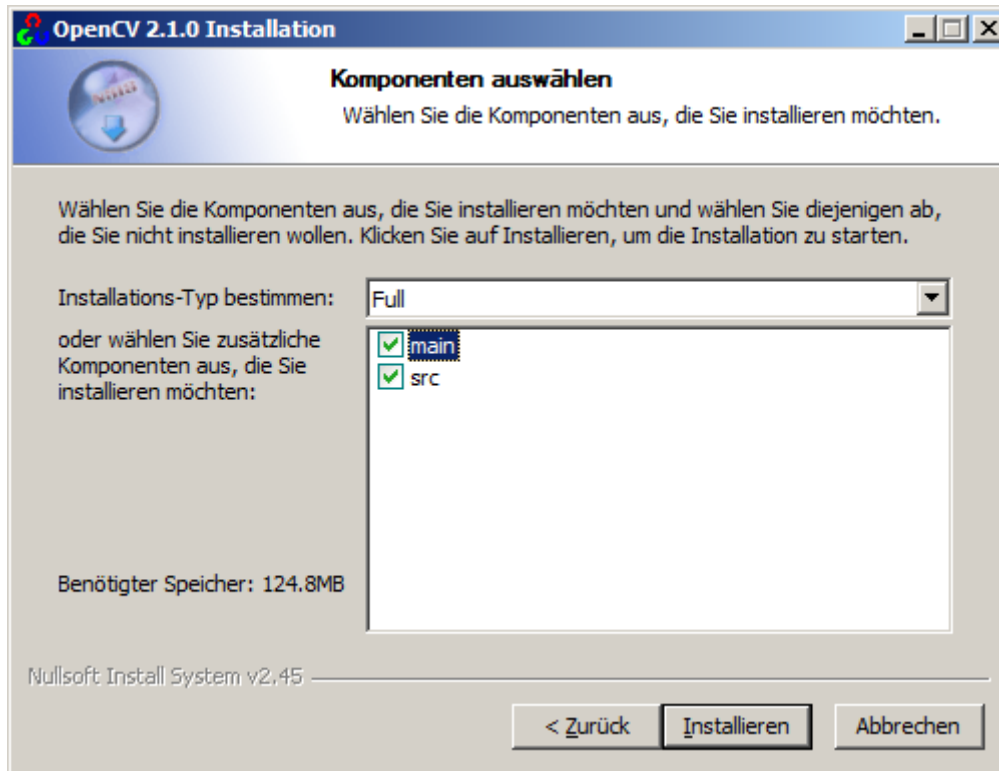 OpenCV 2.1.0 Installation
Komponenten auswählen
Wählen Sie die Komponenten aus, die Sie installieren möchten.
Wählen Sie die Komponenten aus, die Sie installieren möchten und wählen Sie diejenigen ab,
die Sie nicht installieren wollen. Klicken Sie auf Installieren, um die Installation zu starten.
Installations-Typ bestimmen:
Full
oder wählen Sie zusätzliche
Komponenten aus, die Sie
installieren möchten:
main
src
Benötigter Speicher: 124.8MB
Nullsoft Install System v2.45
< Zurück
Installieren
Abbrechen